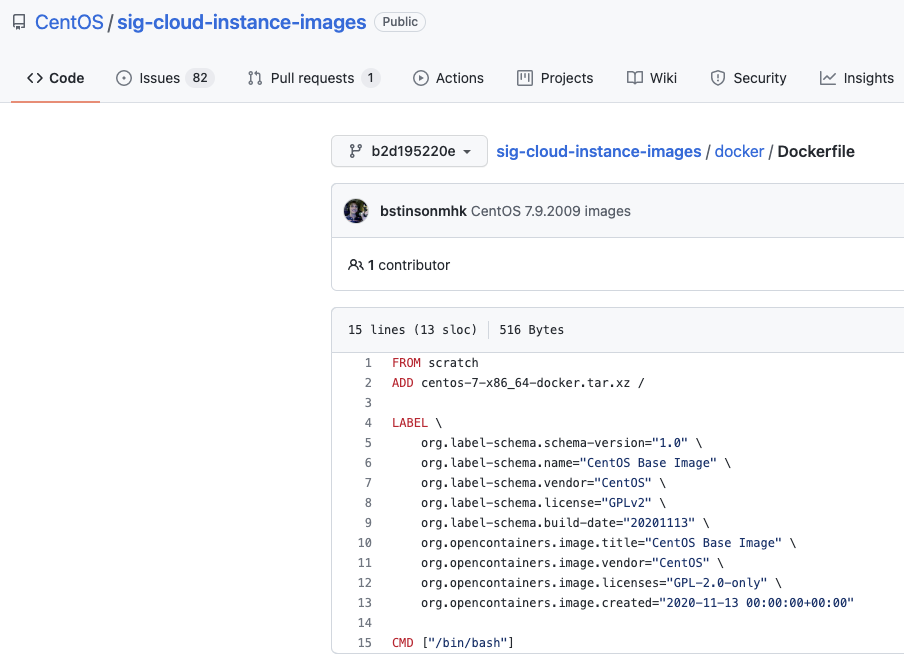 CentOS / sig-cloud-instance-images Public
Code Issues 82 Pull requests 1 Actions Projects Wiki Security Insights
b2d195220e sig-cloud-instance-images / docker / Dockerfile
bstinsonmhk CentOS 7.9.2009 images
1 contributor
15 lines (13 sloc) 516 Bytes
1 FROM scratch
2 ADD centos-7-x86_64-docker.tar.xz /
3
4 LABEL \
5 org.label-schema.schema-version="1.0" \
6 org.label-schema.name="CentOS Base Image" \
7 org.label-schema.vendor="CentOS" \
8 org.label-schema.license="GPLv2" \
9 org.label-schema.build-date="20201113" \
10 org.opencontainers.image.title="CentOS Base Image" \
11 org.opencontainers.image.vendor="CentOS" \
12 org.opencontainers.image.licenses="GPL-2.0-only" \
13 org.opencontainers.image.created="2020-11-13 00:00:00+00:00"
14
15 CMD ["/bin/bash"]